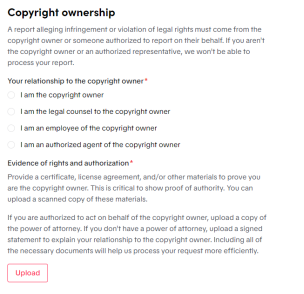 Copyright ownership
A report alleging infringement or violation of legal rights must come from the
copyright owner or someone authorized to report on their behalf. If you aren't
the copyright owner or an authorized representative, we won't be able to
process your report.
Your relationship to the copyright owner*
I am the copyright owner
I am the legal counsel to the copyright owner
I am an employee of the copyright owner
I am an authorized agent of the copyright owner
Evidence of rights and authorization*
Provide a certificate, license agreement, and/or other materials to prove you
are the copyright owner. This is critical to show proof of authority. You can
upload a scanned copy of these materials.
If you are authorized to act on behalf of the copyright owner, upload a copy of
the power of attorney. If you don't have a power of attorney, upload a signed
statement to explain your relationship to the copyright owner. Including all of
the necessary documents will help us process your request more efficiently.
Upload